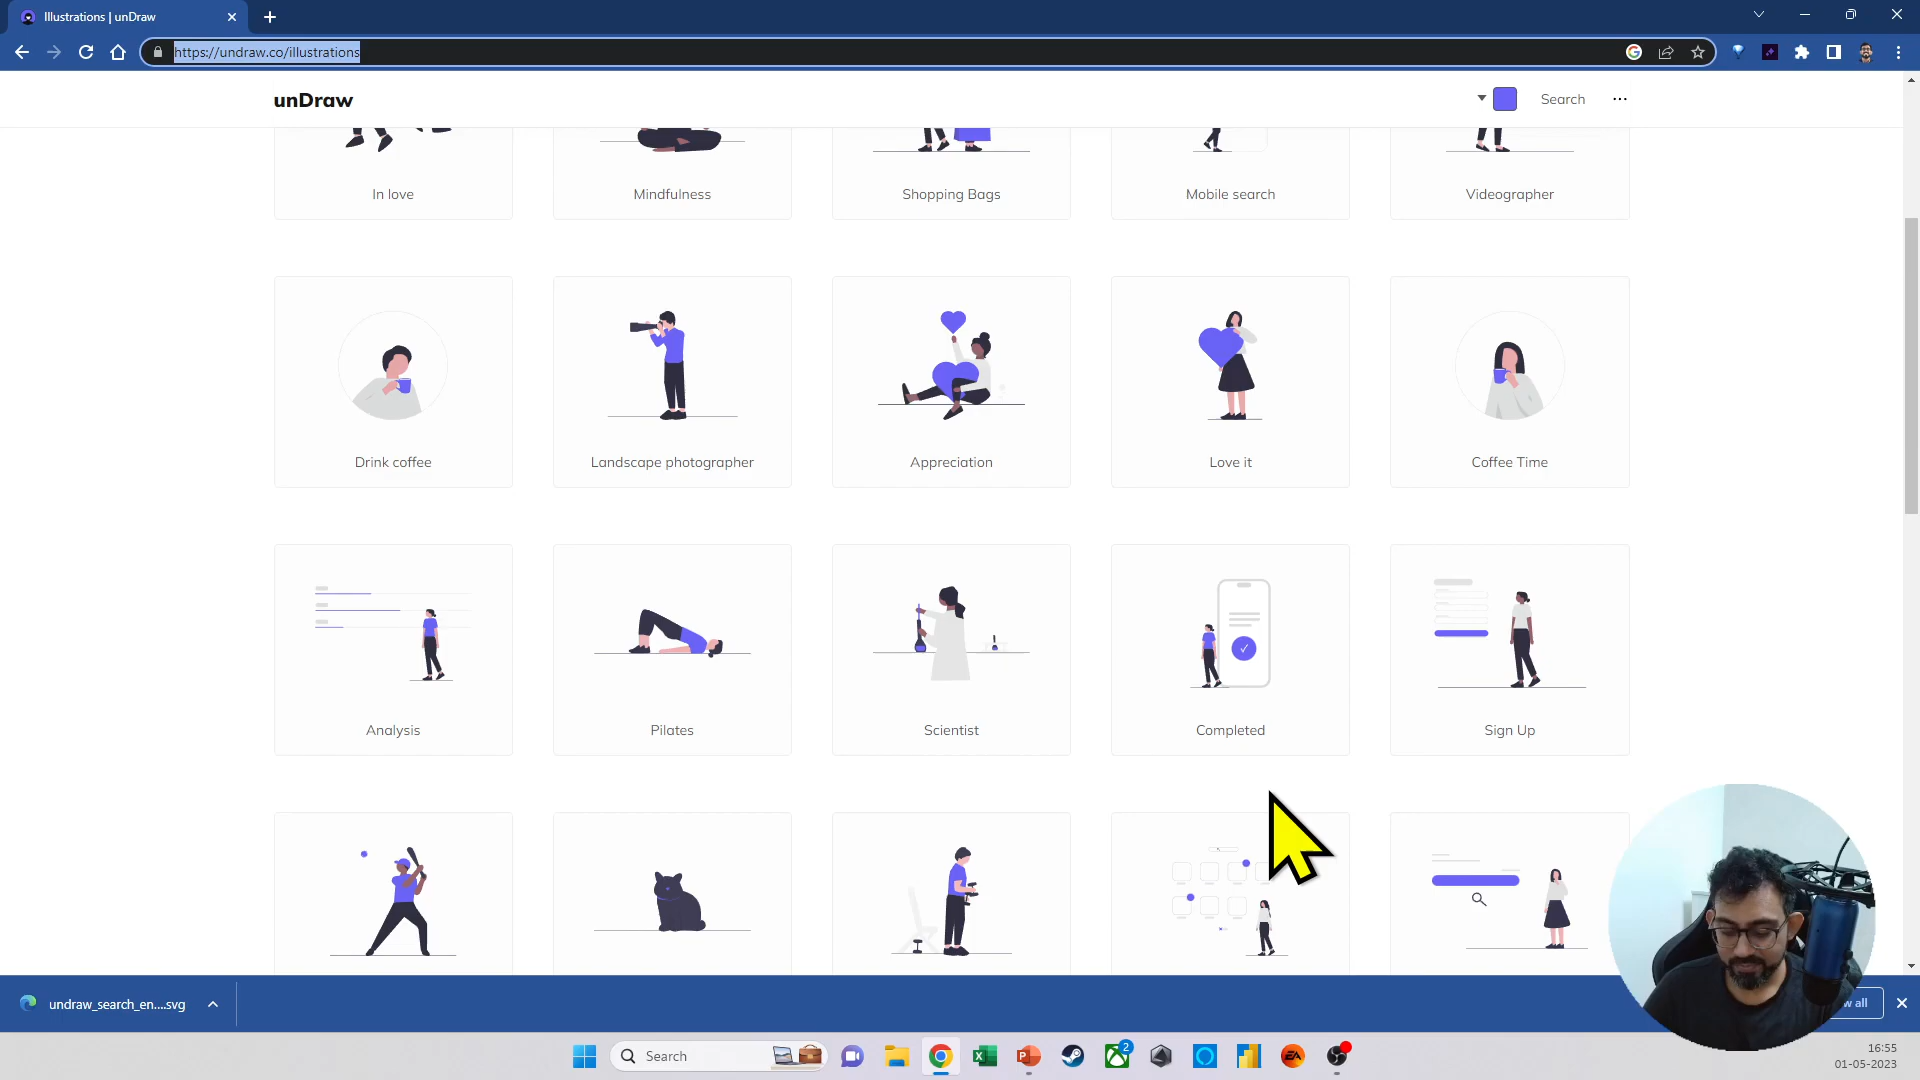 Illustrations | unDraw
https://undraw.co/illustrations
unDraw
Search
In love
Mindfulness
Shopping Bags
Mobile search
Videographer
Drink coffee
Landscape photographer
Appreciation
Love it
Coffee Time
Analysis
Pilates
Scientist
Completed
Sign Up
undraw_search_en....svg
all
Search
2
16:55
01-05-2023